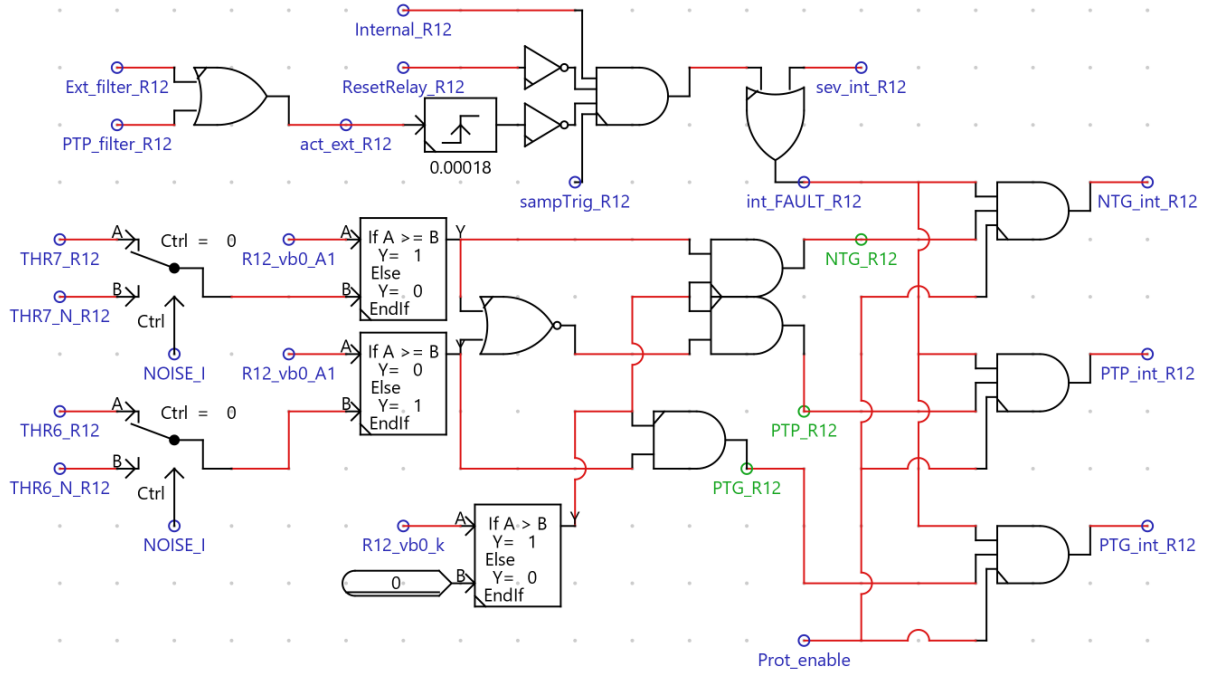 Internal_R12
Ext_filter_R12
ResetRelay_R12
sev_int_R12
PTP_filter_R12
act_ext_R12
0.00018
sampTrig_R12
int_FAULT_R12
NTG_int_R12
A
Ctrl = 0
THR7_R12
R12_vb0_A1
A
If A >= B
Y= 1
Else
Y= 0
EndIf
Y
NTG_R12
B
THR7_N_R12
Ctrl
B
NOISE_I
R12_vb0_A1
A
If A >= B
Y= 0
Else
Y= 1
EndIf
Y
PTP_int_R12
A
Ctrl = 0
THR6_R12
B
PTP_R12
B
THR6_N_R12
Ctrl
PTG_R12
NOISE_I
R12_vb0_k
A
If A > B
Y= 1
Else
Y= 0
EndIf
Y
PTG_int_R12
0
B
Prot_enable